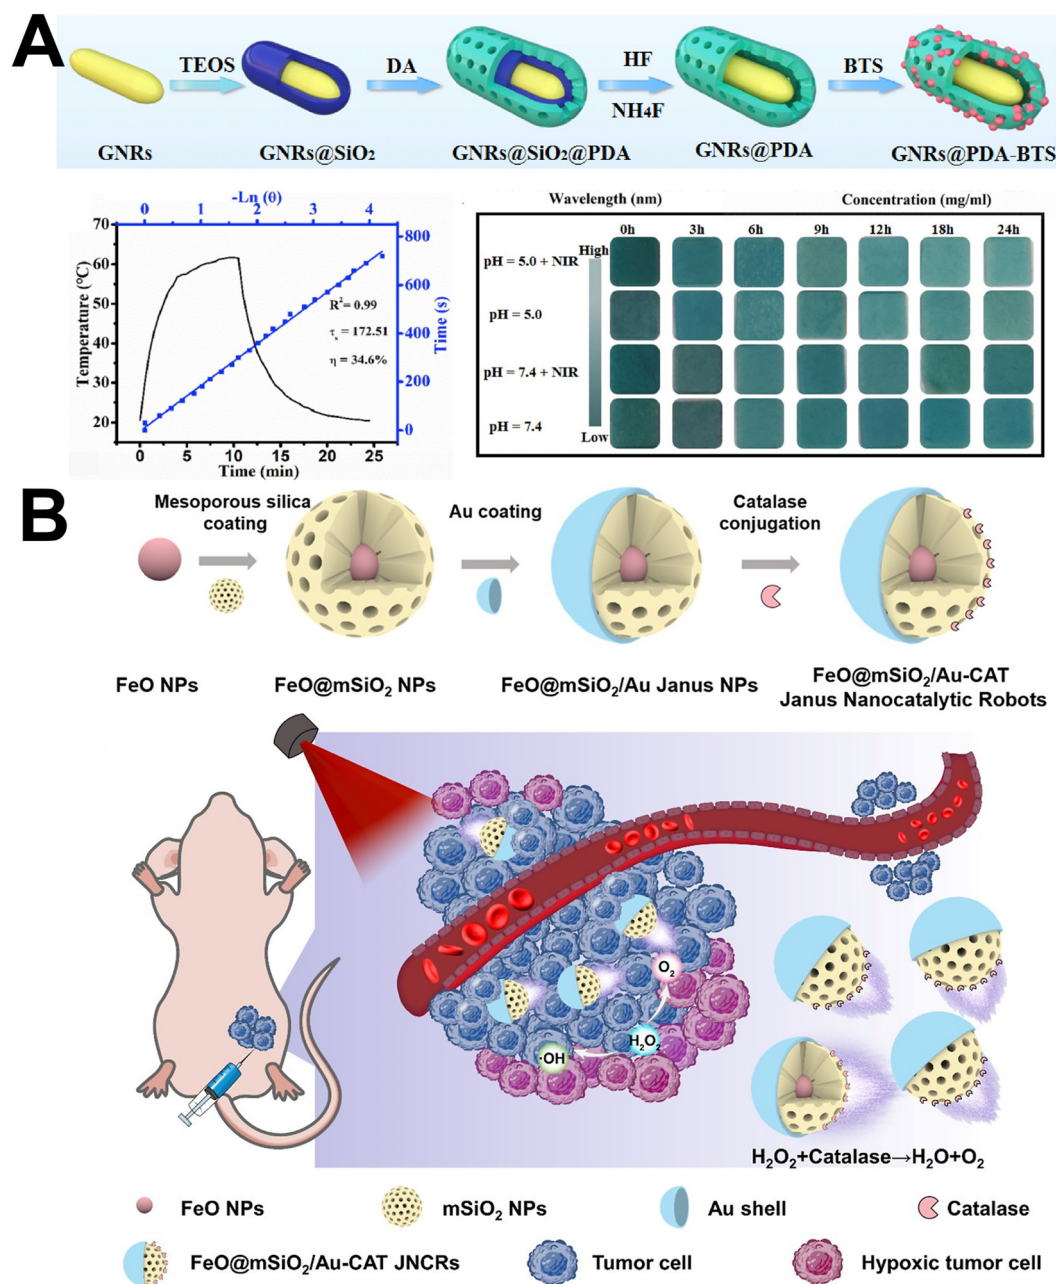 A
TEOS
DA
HF
NH4F
BTS
GNRs
GNRs@SiO₂
GNRs@SiO₂@PDA
GNRs@PDA
GNRs@PDA-BTS
-Ln (θ)
0 1 2 3 4
70
60
50
40
30
20
Temperature (°C)
800
600
400
200
0
Time (s)
R²= 0.99
τₛ = 172.51
η = 34.6%
0 5 10 15 20 25
Time (min)
Wavelength (nm) Concentration (mg/ml)
0h 3h 6h 9h 12h 18h 24h
High
pH = 5.0 + NIR
pH = 5.0
pH = 7.4 + NIR
pH = 7.4
Low
B
Mesoporous silica
coating
Au coating
Catalase
conjugation
FeO NPs
FeO@mSiO₂ NPs
FeO@mSiO₂/Au Janus NPs
FeO@mSiO₂/Au-CAT
Janus Nanocatalytic Robots
O₂
H₂O₂
·OH
H₂O₂+Catalase→H₂O+O₂
FeO NPs
mSiO₂ NPs
Au shell
Catalase
FeO@mSiO₂/Au-CAT JNCRs
Tumor cell
Hypoxic tumor cell